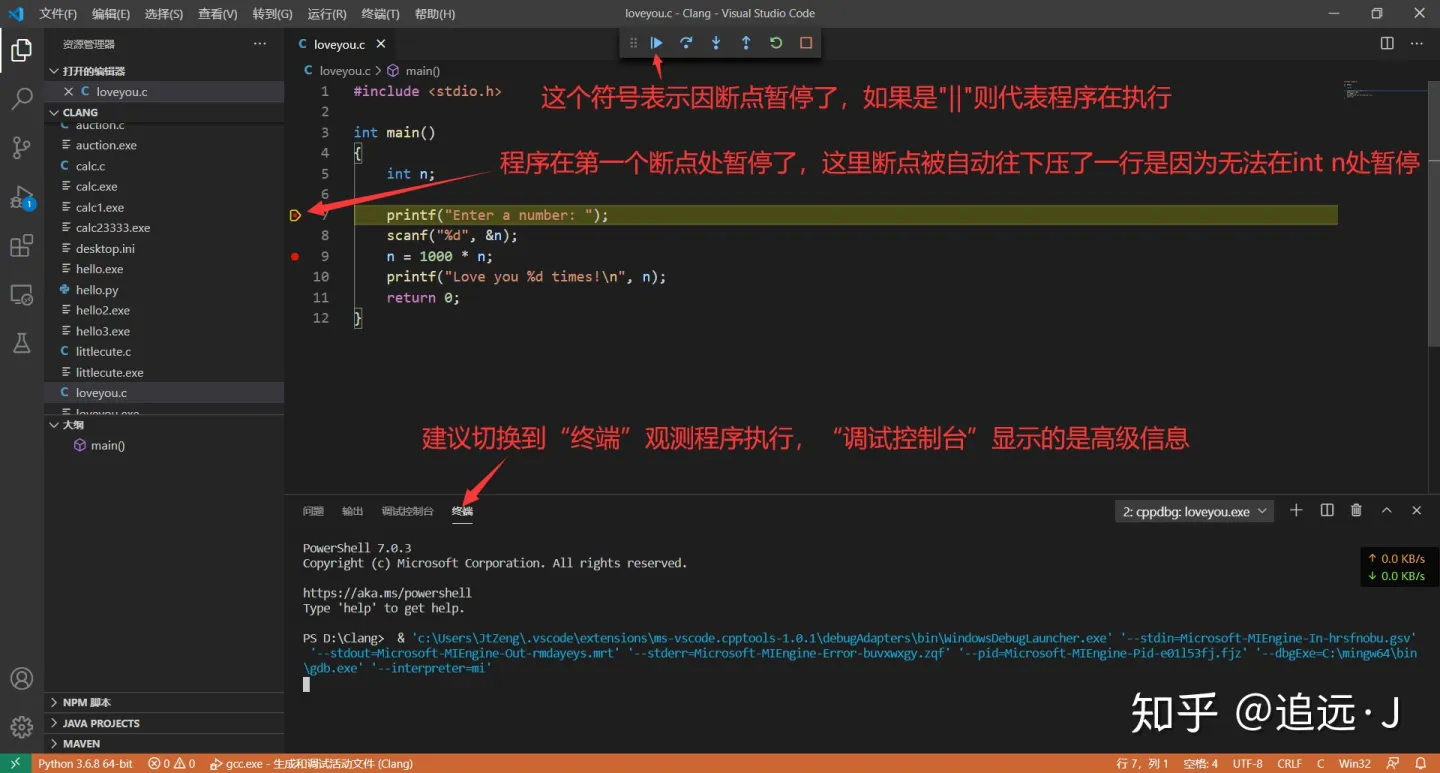 文件(F) 编辑(E) 选择(S) 查看(V) 转到(G) 运行(R) 终端(T) 帮助(H) loveyou.c - Clang - Visual Studio Code
资源管理器
loveyou.c
打开的编辑器
loveyou.c > main()
loveyou.c
CLANG
auction.c
auction.exe
calc.c
calc.exe
calc1.exe
calc23333.exe
desktop.ini
hello.exe
hello.py
hello2.exe
hello3.exe
littlecute.c
littlecute.exe
loveyou.c
loveyou.exe
大纲
main()
NPM 脚本
JAVA PROJECTS
MAVEN
1
1 #include <stdio.h>
这个符号表示因断点暂停了，如果是"||"则代表程序在执行
2
3 int main()
4 {
程序在第一个断点处暂停了，这里断点被自动往下压了一行是因为无法在int n处暂停
5 int n;
6
7 printf("Enter a number: ");
8 scanf("%d", &n);
9 n = 1000 * n;
10 printf("Love you %d times!\n", n);
11 return 0;
12 }
建议切换到“终端”观测程序执行，“调试控制台”显示的是高级信息
问题 输出 调试控制台 终端 2: cppdbg: loveyou.exe
PowerShell 7.0.3
Copyright (c) Microsoft Corporation. All rights reserved.
https://aka.ms/powershell
Type 'help' to get help.
PS D:\Clang> & 'c:\Users\JtZeng\.vscode\extensions\ms-vscode.cpptools-1.0.1\debugAdapters\bin\WindowsDebugLauncher.exe' '--stdin=Microsoft-MIEngine-In-hrsfnobu.gsv'
'--stdout=Microsoft-MIEngine-Out-rmdayeys.mrt' '--stderr=Microsoft-MIEngine-Error-buvxwxgy.zqf' '--pid=Microsoft-MIEngine-Pid-e01l53fj.fjz' '--dbgExe=C:\mingw64\bin
\gdb.exe' '--interpreter=mi'
↑ 0.0 KB/s
↓ 0.0 KB/s
知乎 @追远·J
Python 3.6.8 64-bit 0 0 gcc.exe - 生成和调试活动文件 (Clang) 行 7，列 1 空格: 4 UTF-8 CRLF C Win32